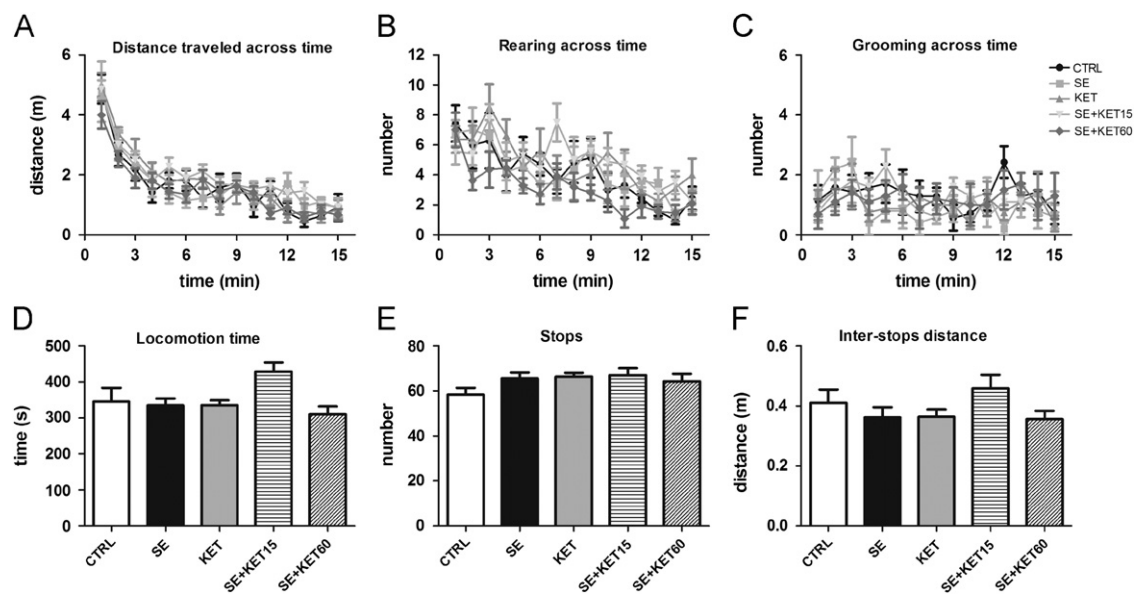 A
Distance traveled across time
distance (m)
6
4
2
0
0 3 6 9 12 15
time (min)
B
Rearing across time
number
12
10
8
6
4
2
0
0 3 6 9 12 15
time (min)
C
Grooming across time
number
6
4
2
0
0 3 6 9 12 15
time (min)
CTRL
SE
KET
SE+KET15
SE+KET60
D
Locomotion time
time (s)
500
400
300
200
100
0
CTRL
SE
KET
SE+KET15
SE+KET60
E
Stops
number
80
60
40
20
0
CTRL
SE
KET
SE+KET15
SE+KET60
F
Inter-stops distance
distance (m)
0.6
0.4
0.2
0.0
CTRL
SE
KET
SE+KET15
SE+KET60